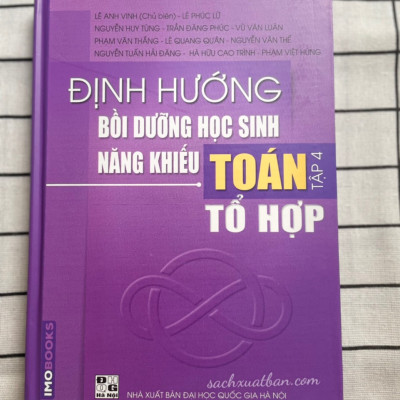 LÊ ANH VINH (Chủ biên) - LÊ PHÚC LỮ
NGUYỄN HUY TÙNG - TRẦN ĐĂNG PHÚC - VŨ VĂN LUÂN
PHẠM VĂN THẮNG - LÊ QUANG QUÂN - NGUYỄN VĂN THẾ
NGUYỄN TUẤN HẢI ĐĂNG - HÀ HỮU CAO TRÌNH - PHẠM VIỆT HÙNG
ĐỊNH HƯỚNG
BỒI DƯỠNG HỌC SINH
NĂNG KHIẾU TOÁN TẬP 4
TỔ HỢP
IMOBOOKS
sachxuatban.com
Hà Nội
NHÀ XUẤT BẢN ĐẠI HỌC QUỐC GIA HÀ NỘI